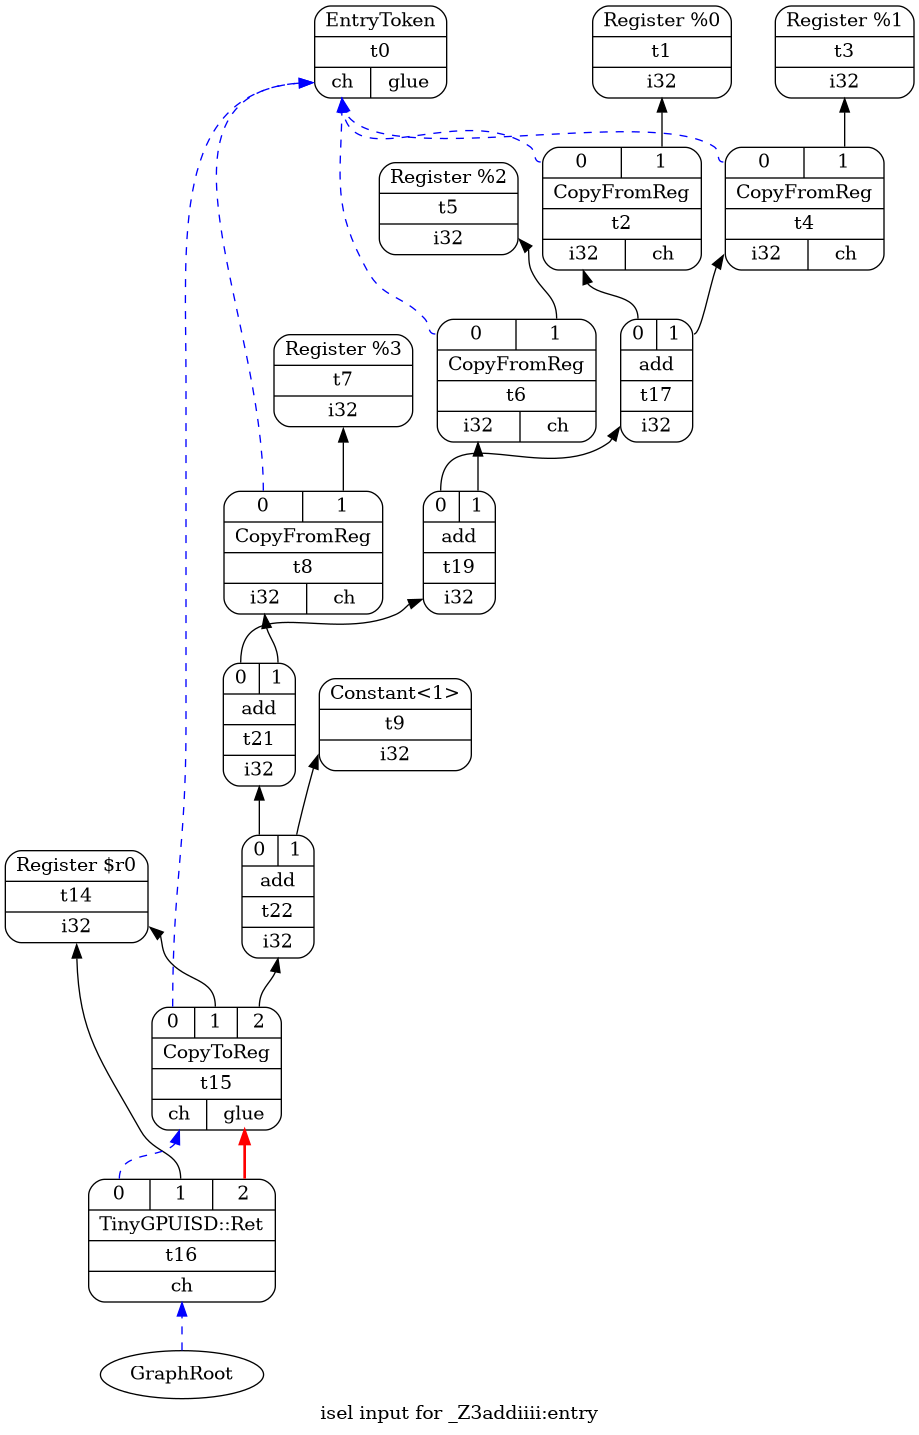 EntryToken
t0
ch glue
Register %0
t1
i32
Register %1
t3
i32
0 1
CopyFromReg
t2
i32 ch
0 1
CopyFromReg
t4
i32 ch
Register %2
t5
i32
0 1
CopyFromReg
t6
i32 ch
0 1
add
t17
i32
Register %3
t7
i32
0 1
CopyFromReg
t8
i32 ch
0 1
add
t19
i32
0 1
add
t21
i32
Constant<1>
t9
i32
0 1
add
t22
i32
Register $r0
t14
i32
0 1 2
CopyToReg
t15
ch glue
0 1 2
TinyGPUISD::Ret
t16
ch
GraphRoot
isel input for _Z3addiiii:entry